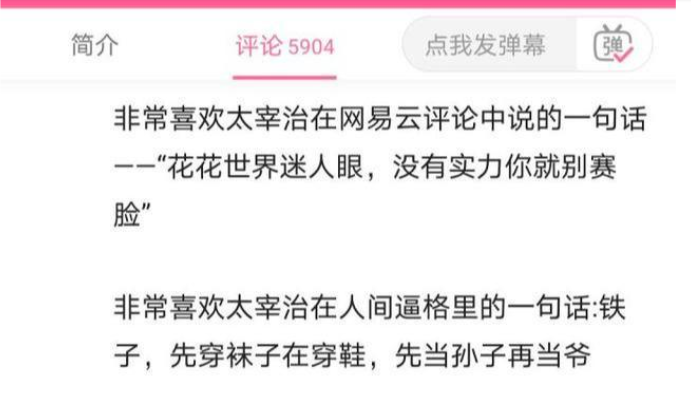 简介
评论 5904
点我发弹幕
弹
非常喜欢太宰治在网易云评论中说的一句话
——“花花世界迷人眼，没有实力你就别赛
脸”
非常喜欢太宰治在人间逼格里的一句话:铁
子，先穿袜子在穿鞋，先当孙子再当爷